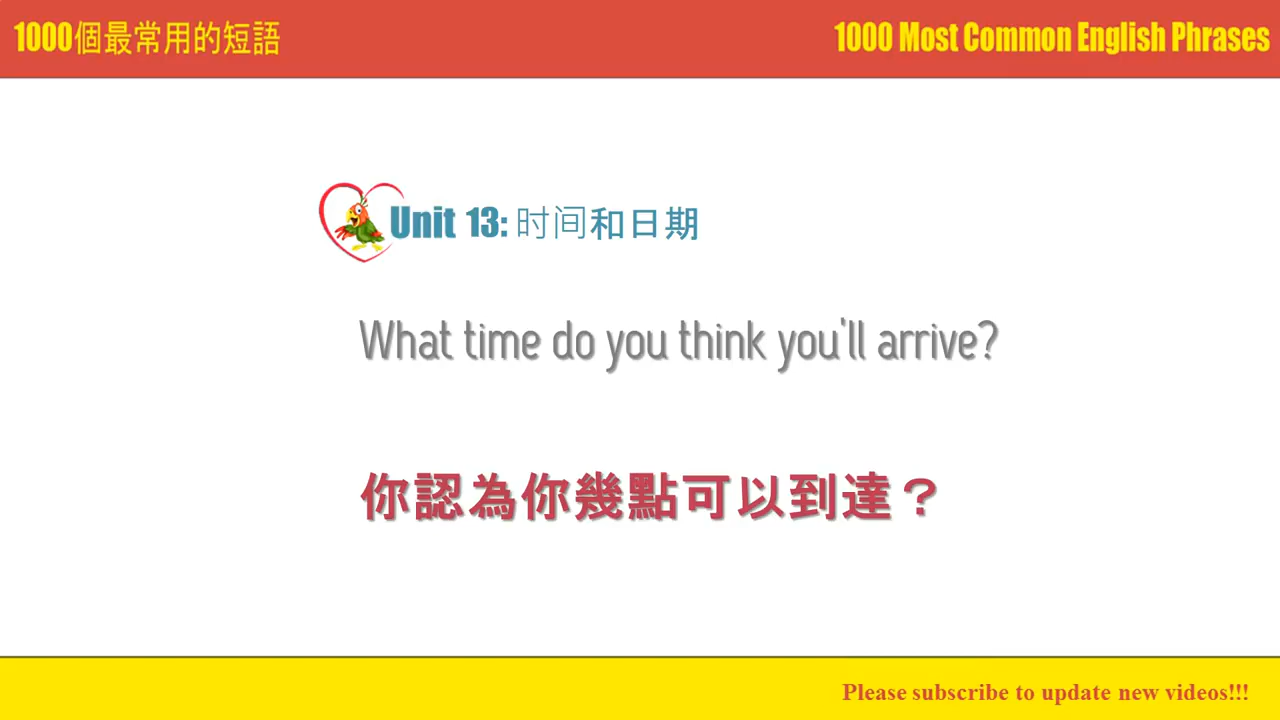 1000個最常用的短語
1000 Most Common English Phrases
Unit 13: 时间和日期
What time do you think you'll arrive?
你認為你幾點可以到達？
Please subscribe to update new videos!!!